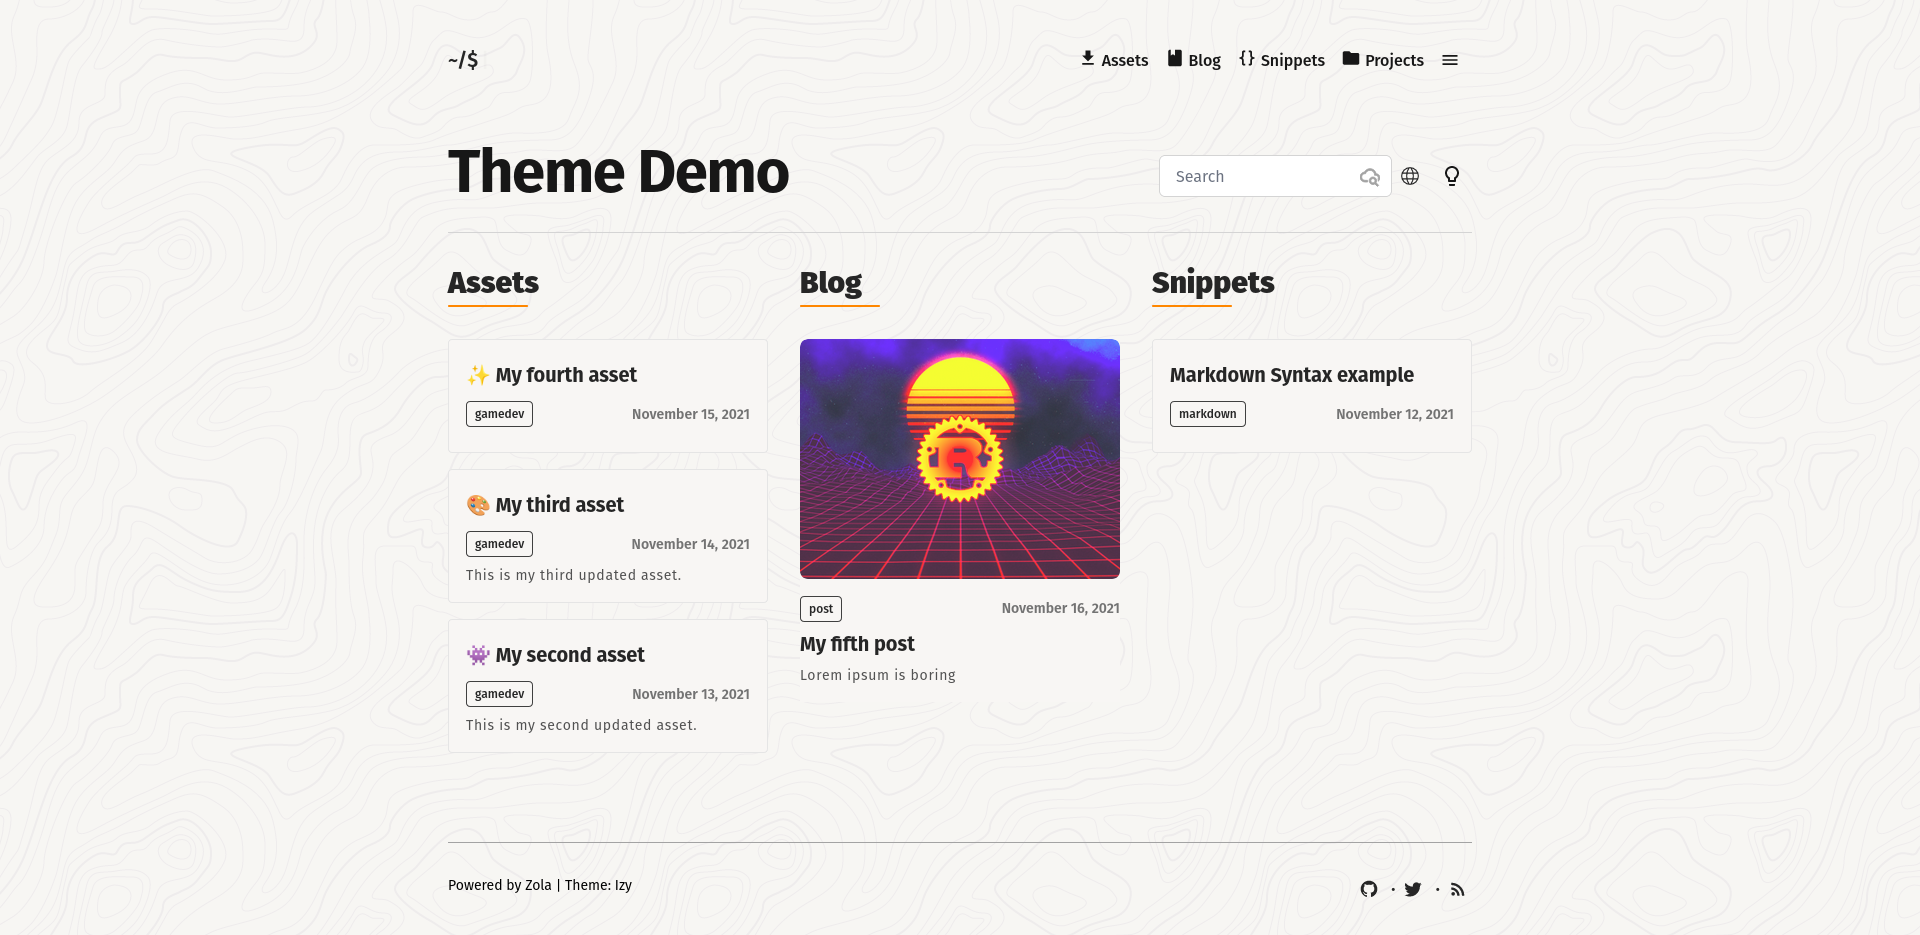 ~/$
Assets
Blog
Snippets
Projects
Theme Demo
Search
Assets
✨ My fourth asset
gamedev
November 15, 2021
🎨 My third asset
gamedev
November 14, 2021
This is my third updated asset.
👾 My second asset
gamedev
November 13, 2021
This is my second updated asset.
Blog
R
post
November 16, 2021
My fifth post
Lorem ipsum is boring
Snippets
Markdown Syntax example
markdown
November 12, 2021
Powered by Zola | Theme: Izy